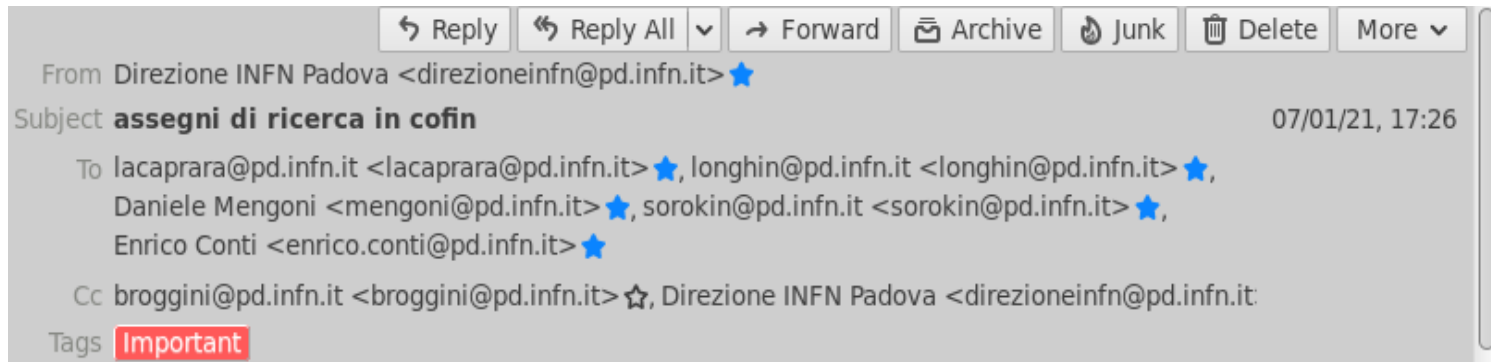 Reply Reply All Forward Archive Junk Delete More
From Direzione INFN Padova <direzioneinfn@pd.infn.it>
Subject assegni di ricerca in cofin 07/01/21, 17:26
To lacaprara@pd.infn.it <lacaprara@pd.infn.it>, longhin@pd.infn.it <longhin@pd.infn.it>,
Daniele Mengoni <mengoni@pd.infn.it>, sorokin@pd.infn.it <sorokin@pd.infn.it>,
Enrico Conti <enrico.conti@pd.infn.it>
Cc broggini@pd.infn.it <broggini@pd.infn.it>, Direzione INFN Padova <direzioneinfn@pd.infn.it
Tags Important